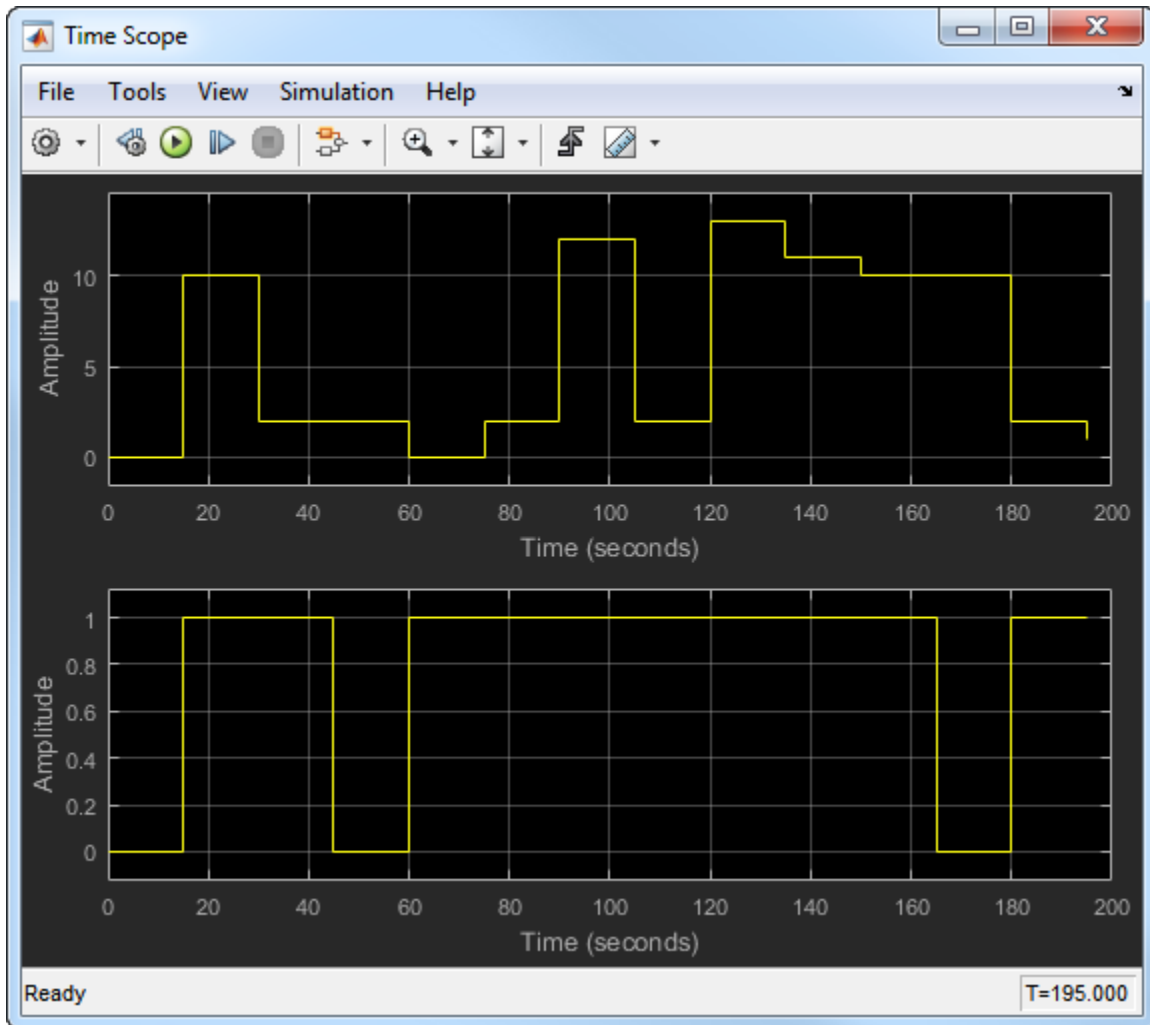 Time Scope
File Tools View Simulation Help
Amplitude
10
5
0
0 20 40 60 80 100 120 140 160 180 200
Time (seconds)
Amplitude
1
0.8
0.6
0.4
0.2
0
0 20 40 60 80 100 120 140 160 180 200
Time (seconds)
Ready T=195.000